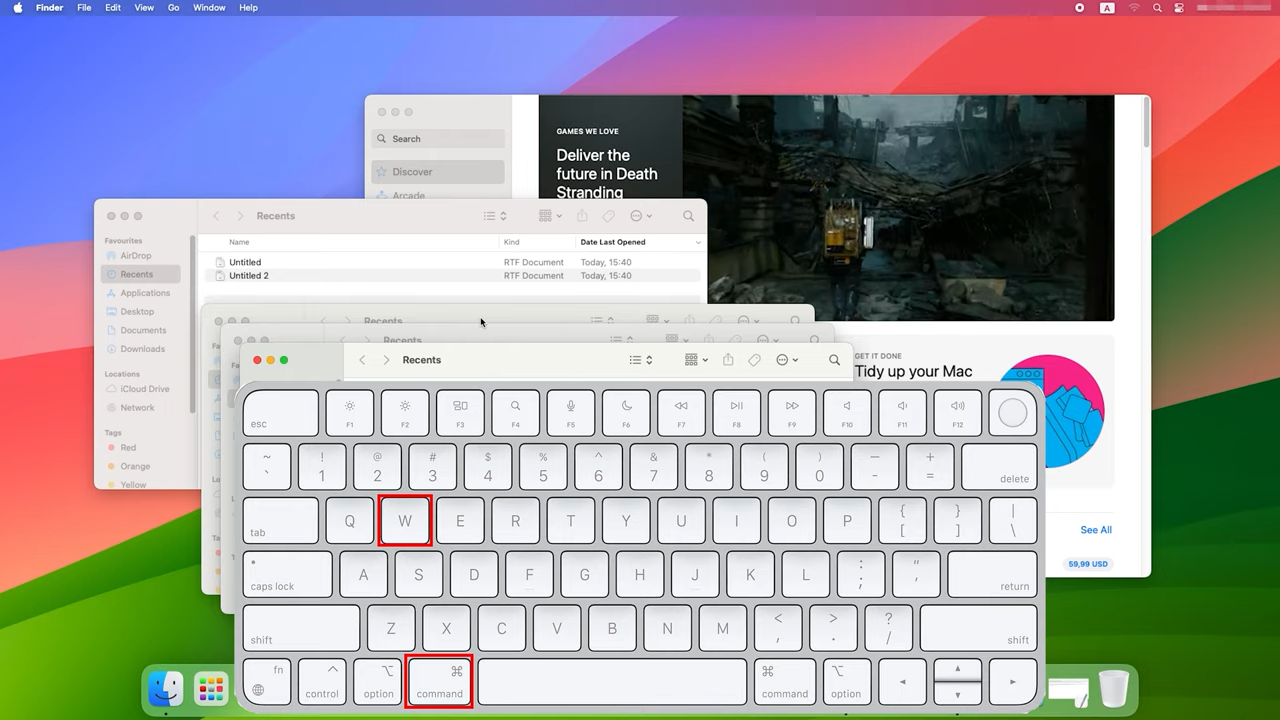 Finder File Edit View Go Window Help A
Search
Discover
Arcade
GAMES WE LOVE
Deliver the
future in Death
Stranding
Recents
Favourites
AirDrop
Recents
Applications
Desktop
Documents
Downloads
Locations
iCloud Drive
Network
Tags
Red
Orange
Yellow
Name Kind Date Last Opened
Untitled RTF Document Today, 15:40
Untitled 2 RTF Document Today, 15:40
Recents
Recents
Recents
GET IT DONE
Tidy up your Mac
See All
59,99 USD
esc F1 F2 F3 F4 F5 F6 F7 F8 F9 F10 F11 F12
~ ! @ # $ % ^ & * ( ) — +
` 1 2 3 4 5 6 7 8 9 0 - = delete
tab Q W E R T Y U I O P { [ } ] | \
caps lock A S D F G H J K L : ; " ' return
shift Z X C V B N M < , > . ? / shift
fn control option ⌘ command ⌘ command option